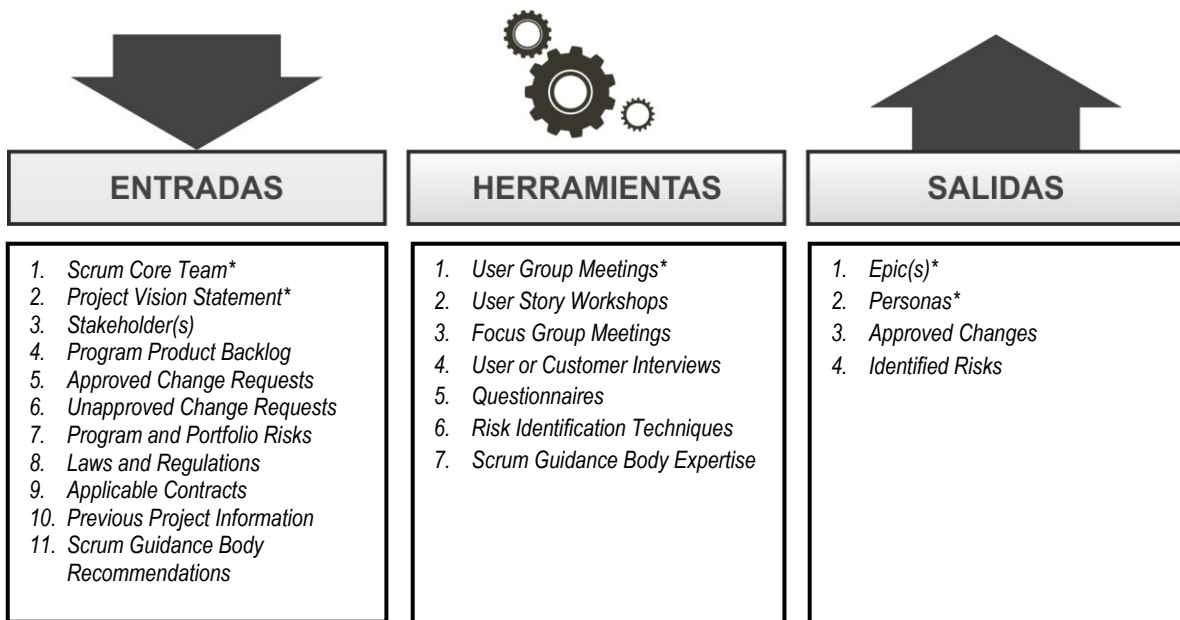 ENTRADAS
1. Scrum Core Team*
2. Project Vision Statement*
3. Stakeholder(s)
4. Program Product Backlog
5. Approved Change Requests
6. Unapproved Change Requests
7. Program and Portfolio Risks
8. Laws and Regulations
9. Applicable Contracts
10. Previous Project Information
11. Scrum Guidance Body
Recommendations
HERRAMIENTAS
1. User Group Meetings*
2. User Story Workshops
3. Focus Group Meetings
4. User or Customer Interviews
5. Questionnaires
6. Risk Identification Techniques
7. Scrum Guidance Body Expertise
SALIDAS
1. Epic(s)*
2. Personas*
3. Approved Changes
4. Identified Risks